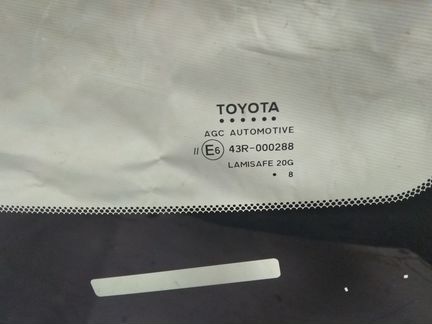 TOYOTA
••••••
AGC AUTOMOTIVE
II E6 43R-000288
LAMISAFE 20G
• 8